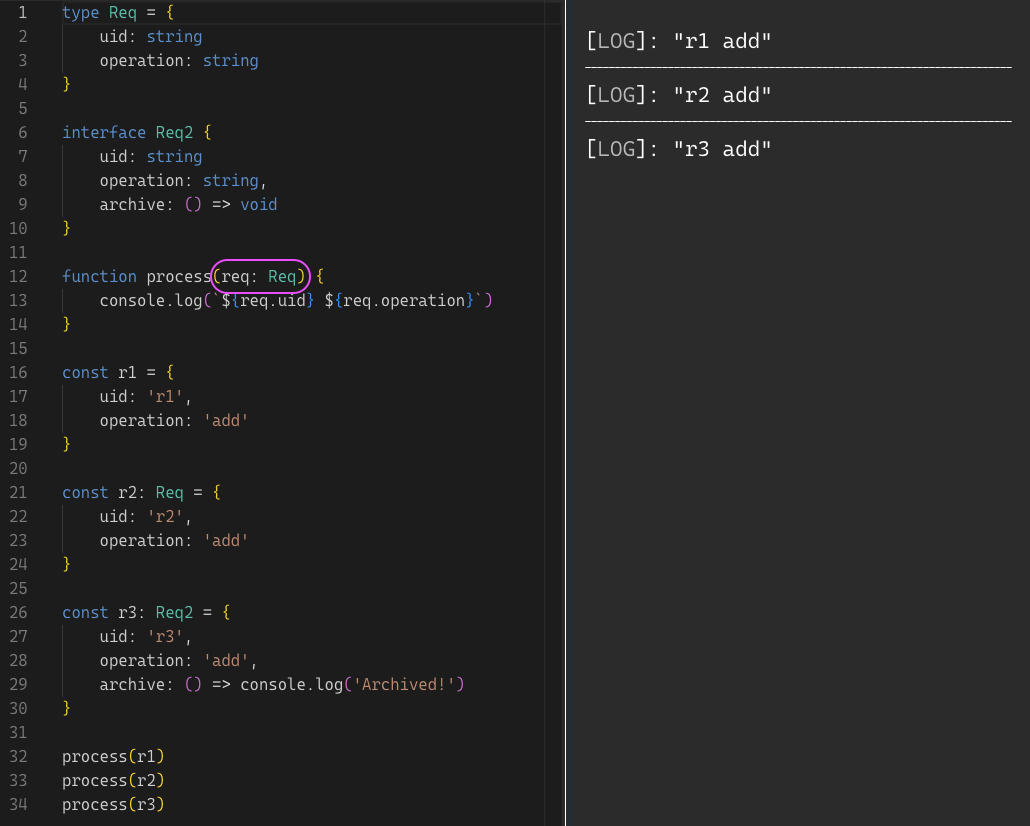 1 type Req = {
2 uid: string
3 operation: string
4 }
5
6 interface Req2 {
7 uid: string
8 operation: string,
9 archive: () => void
10 }
11
12 function process(req: Req) {
13 console.log(`${req.uid} ${req.operation}`)
14 }
15
16 const r1 = {
17 uid: 'r1',
18 operation: 'add'
19 }
20
21 const r2: Req = {
22 uid: 'r2',
23 operation: 'add'
24 }
25
26 const r3: Req2 = {
27 uid: 'r3',
28 operation: 'add',
29 archive: () => console.log('Archived!')
30 }
31
32 process(r1)
33 process(r2)
34 process(r3)
[LOG]: "r1 add"
[LOG]: "r2 add"
[LOG]: "r3 add"